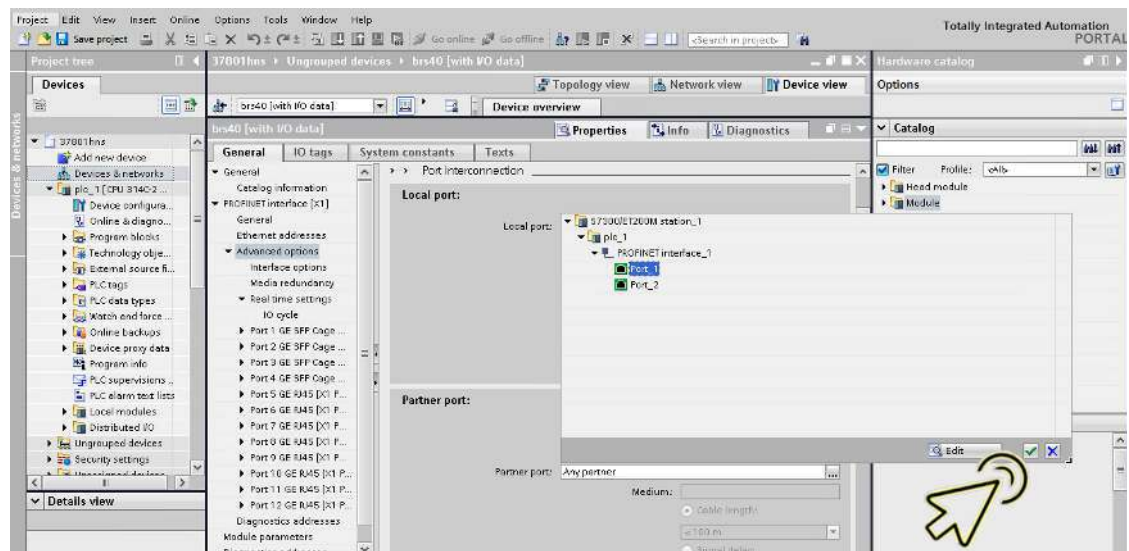 Project Edit View Insert Online Options Tools Window Help
Totally Integrated Automation
PORTAL
Save project
Go online
Go offline
<Search in project>
Project tree
37801hns › Ungrouped devices › brs40 [with I/O data]
Hardware catalog
Devices
Topology view
Network view
Device view
Options
brs40 [with I/O data]
Device overview
Devices & networks
37801hns
Add new device
Devices & networks
plc_1 [CPU 314C-2 ...
Device configura...
Online & diagno...
Program blocks
Technology obje...
External source fi...
PLC tags
PLC data types
Watch and force ...
Online backups
Device proxy data
Program info
PLC supervisions ..
PLC alarm text lists
Local modules
Distributed I/O
Ungrouped devices
Security settings
Details view
brs40 [with I/O data]
Properties
Info
Diagnostics
General
IO tags
System constants
Texts
General
Catalog information
PROFINET interface [X1]
General
Ethernet addresses
Advanced options
Interface options
Media redundancy
Real time settings
IO cycle
Port 1 GE SFP Cage ...
Port 2 GE SFP Cage ...
Port 3 GE SFP Cage ...
Port 4 GE SFP Cage ...
Port 5 GE RJ45 [X1 P...
Port 6 GE RJ45 [X1 P...
Port 7 GE RJ45 [X1 P...
Port 8 GE RJ45 [X1 P...
Port 9 GE RJ45 [X1 P...
Port 10 GE RJ45 [X1 P...
Port 11 GE RJ45 [X1 P...
Port 12 GE RJ45 [X1 P...
Diagnostics addresses
Module parameters
› › Port interconnection
Local port:
Local port:
S7300/ET200M station_1
plc_1
PROFINET interface_1
Port_1
Port_2
Edit
Partner port:
Partner port: Any partner
...
Medium:
Cable length:
< 100 m
Catalog
Filter
Profile: <All>
Head module
Module